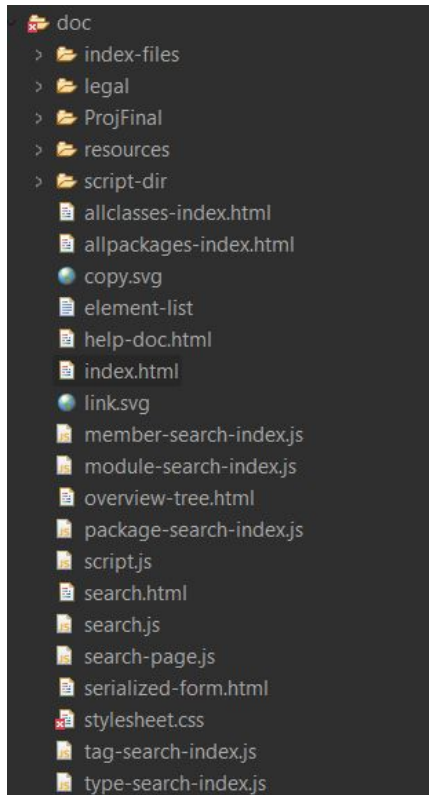 doc
index-files
legal
ProjFinal
resources
script-dir
allclasses-index.html
allpackages-index.html
copy.svg
element-list
help-doc.html
index.html
link.svg
member-search-index.js
module-search-index.js
overview-tree.html
package-search-index.js
script.js
search.html
search.js
search-page.js
serialized-form.html
stylesheet.css
tag-search-index.js
type-search-index.js